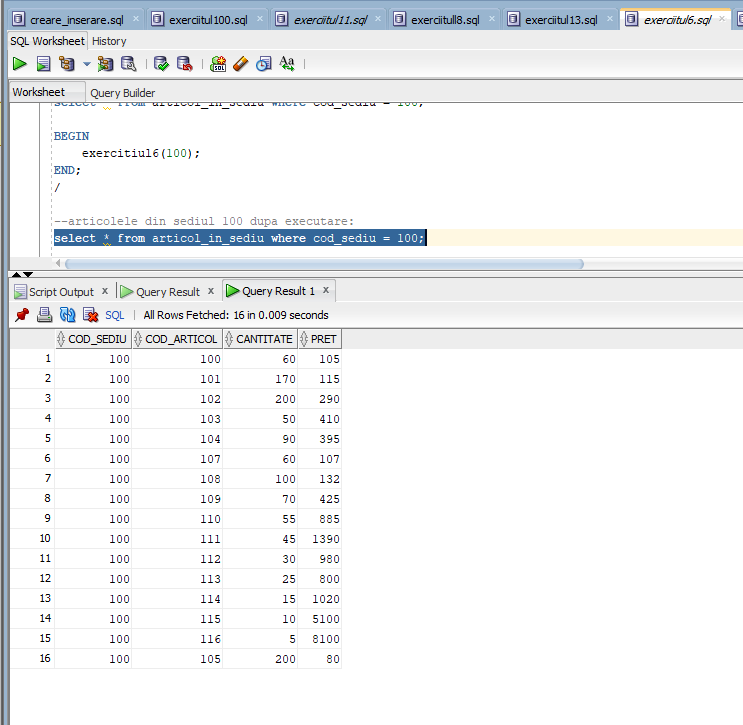 creare_inserare.sql exerciitul100.sql exerciitul11.sql exerciitul8.sql exerciitul13.sql exerciitul6.sql
SQL Worksheet History
Aa
Worksheet Query Builder
select * from articol_in_sediu where cod_sediu = 100;
BEGIN
exercitiul6(100);
END;
/
--articolele din sediul 100 dupa executare:
select * from articol_in_sediu where cod_sediu = 100;
Script Output x Query Result x Query Result 1 x
SQL | All Rows Fetched: 16 in 0.009 seconds
COD_SEDIU COD_ARTICOL CANTITATE PRET
1 100 100 60 105
2 100 101 170 115
3 100 102 200 290
4 100 103 50 410
5 100 104 90 395
6 100 107 60 107
7 100 108 100 132
8 100 109 70 425
9 100 110 55 885
10 100 111 45 1390
11 100 112 30 980
12 100 113 25 800
13 100 114 15 1020
14 100 115 10 5100
15 100 116 5 8100
16 100 105 200 80